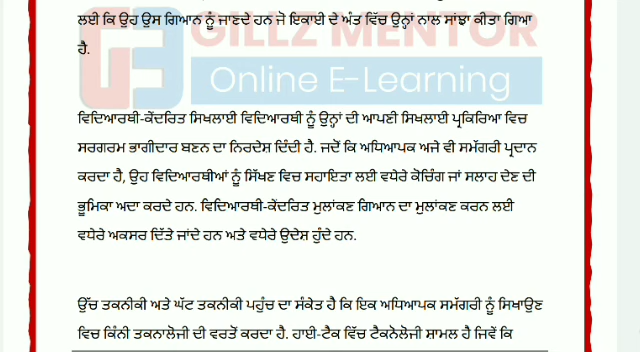 ਲਈ ਕਿ ਉਹ ਉਸ ਗਿਆਨ ਨੂੰ ਜਾਣਦੇ ਹਨ ਜੋ ਇਕਾਈ ਦੇ ਅੰਤ ਵਿੱਚ ਉਨ੍ਹਾਂ ਨਾਲ ਸਾਂਝਾ ਕੀਤਾ ਗਿਆ
ਹੈ.
GILLZ MENTOR
Online E-Learning
ਵਿਦਿਆਰਥੀ-ਕੇਂਦਰਿਤ ਸਿਖਲਾਈ ਵਿਦਿਆਰਥੀ ਨੂੰ ਉਨ੍ਹਾਂ ਦੀ ਆਪਣੀ ਸਿਖਲਾਈ ਪ੍ਰਕਿਰਿਆ ਵਿਚ
ਸਰਗਰਮ ਭਾਗੀਦਾਰ ਬਣਨ ਦਾ ਨਿਰਦੇਸ਼ ਦਿੰਦੀ ਹੈ. ਜਦੋਂ ਕਿ ਅਧਿਆਪਕ ਅਜੇ ਵੀ ਸਮੱਗਰੀ ਪ੍ਰਦਾਨ
ਕਰਦਾ ਹੈ, ਉਹ ਵਿਦਿਆਰਥੀਆਂ ਨੂੰ ਸਿੱਖਣ ਵਿਚ ਸਹਾਇਤਾ ਲਈ ਵਧੇਰੇ ਕੋਚਿੰਗ ਜਾਂ ਸਲਾਹ ਦੇਣ ਦੀ
ਭੂਮਿਕਾ ਅਦਾ ਕਰਦੇ ਹਨ. ਵਿਦਿਆਰਥੀ-ਕੇਂਦਰਿਤ ਮੁਲਾਂਕਣ ਗਿਆਨ ਦਾ ਮੁਲਾਂਕਣ ਕਰਨ ਲਈ
ਵਧੇਰੇ ਅਕਸਰ ਦਿੱਤੇ ਜਾਂਦੇ ਹਨ ਅਤੇ ਵਧੇਰੇ ਉਦੇਸ਼ ਹੁੰਦੇ ਹਨ.
ਉੱਚ ਤਕਨੀਕੀ ਅਤੇ ਘੱਟ ਤਕਨੀਕੀ ਪਹੁੰਚ ਦਾ ਸੰਕੇਤ ਹੈ ਕਿ ਇਕ ਅਧਿਆਪਕ ਸਮੱਗਰੀ ਨੂੰ ਸਿਖਾਉਣ
ਵਿਚ ਕਿੰਨੀ ਤਕਨਾਲੋਜੀ ਦੀ ਵਰਤੋਂ ਕਰਦਾ ਹੈ. ਹਾਈ-ਟੈਕ ਵਿੱਚ ਟੈਕਨੋਲੋਜੀ ਸ਼ਾਮਲ ਹੈ ਜਿਵੇਂ ਕਿ